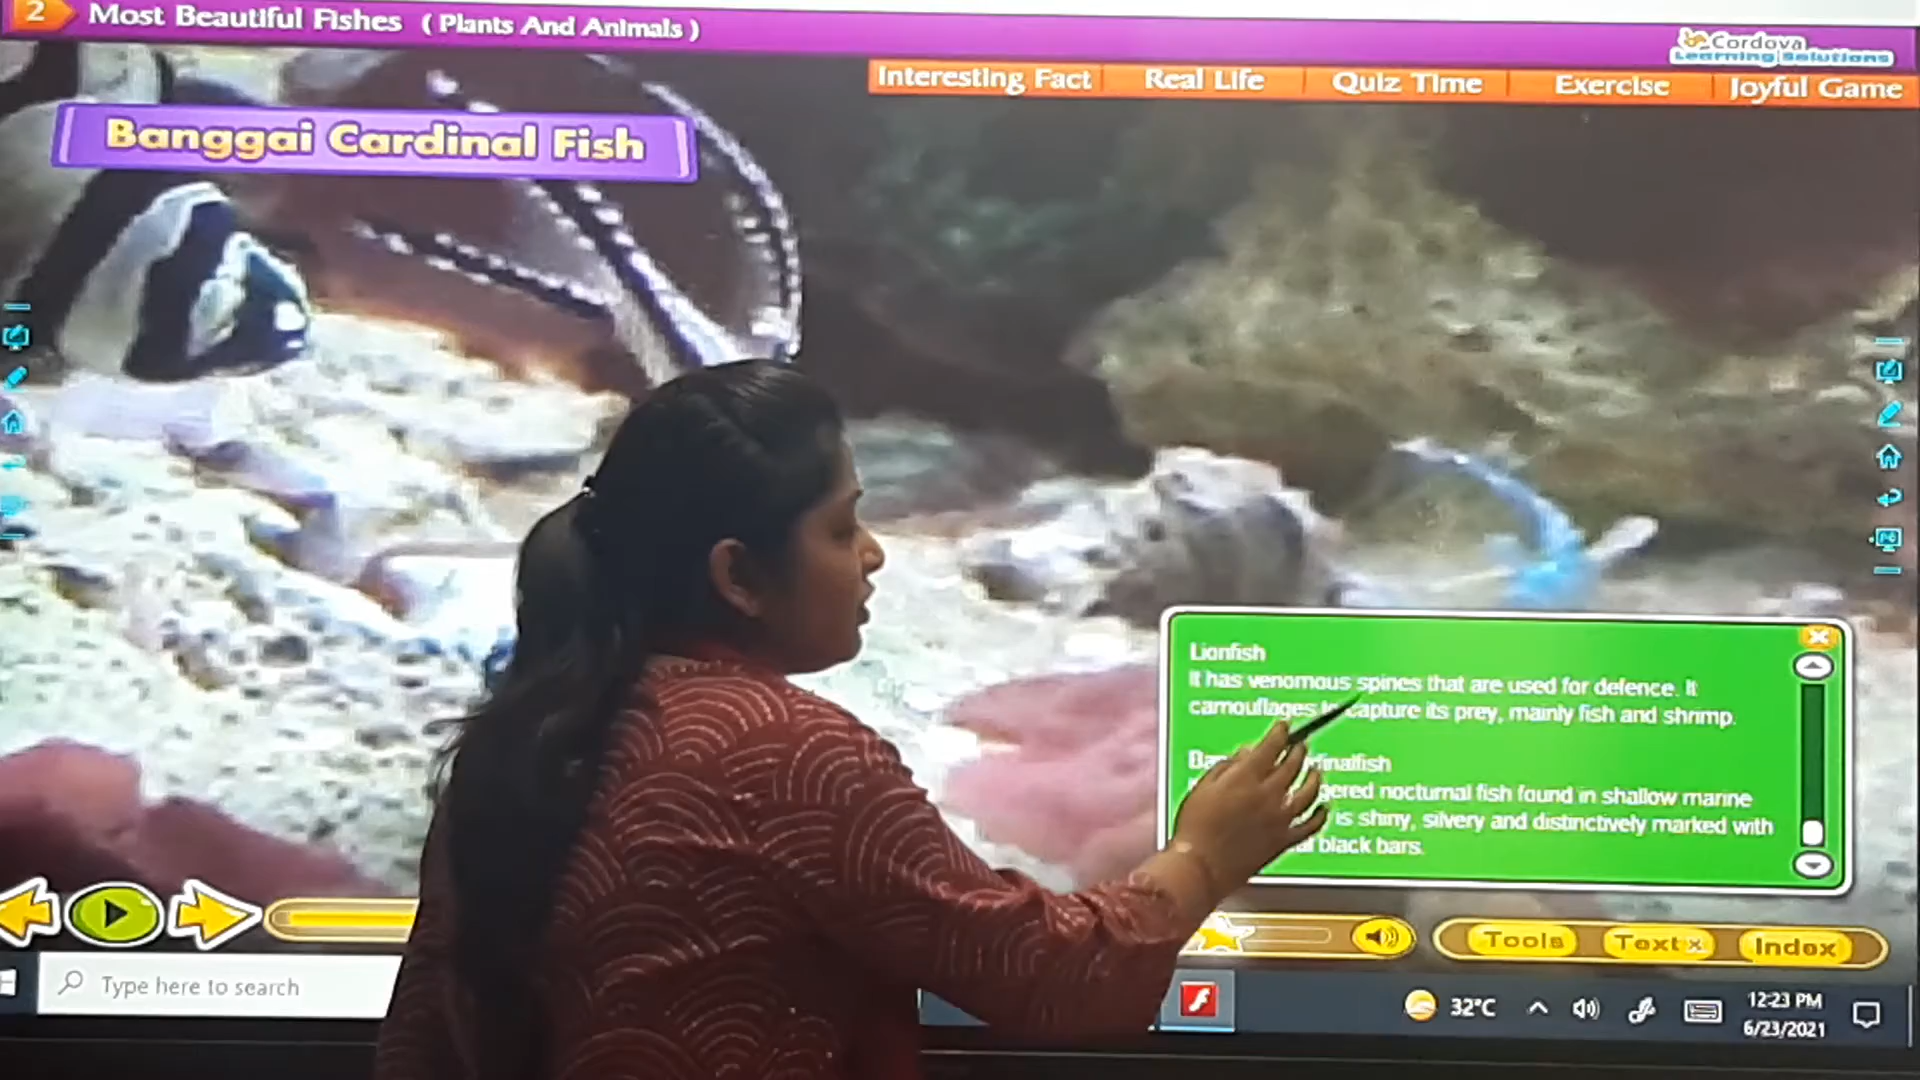 2 Most Beautiful Fishes ( Plants And Animals )
Cordova
Learning Solutions
Interesting Fact Real Life Quiz Time Exercise Joyful Game
Banggai Cardinal Fish
Lionfish
It has venomous spines that are used for defence. It
camouflages to capture its prey, mainly fish and shrimp.
nocturnal fish found in shallow marine
is shiny, silvery and distinctively marked with
black bars.
Tools Text x Index
Type here to search
32°C
12:23 PM
6/23/2021